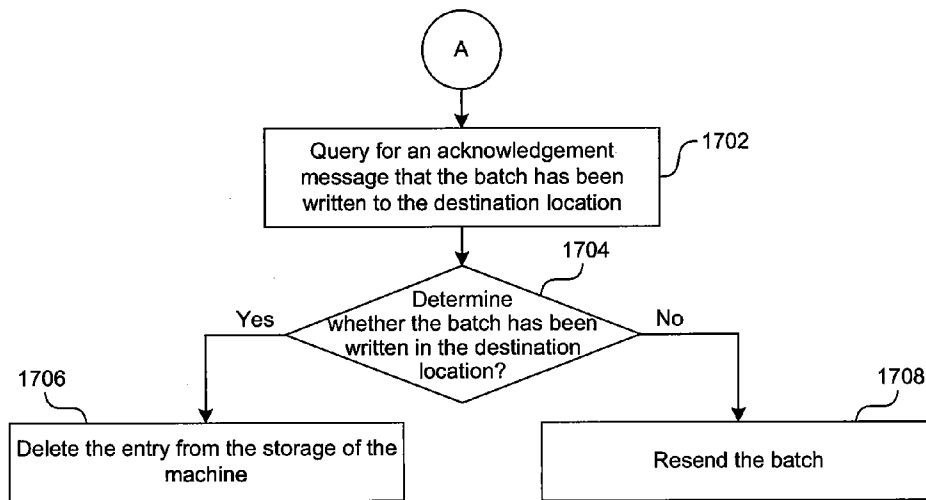 A
Query for an acknowledgement
message that the batch has been
written to the destination location
1702
1704
Determine
whether the batch has been
written in the destination
location?
Yes
No
1706
1708
Delete the entry from the storage of the
machine
Resend the batch